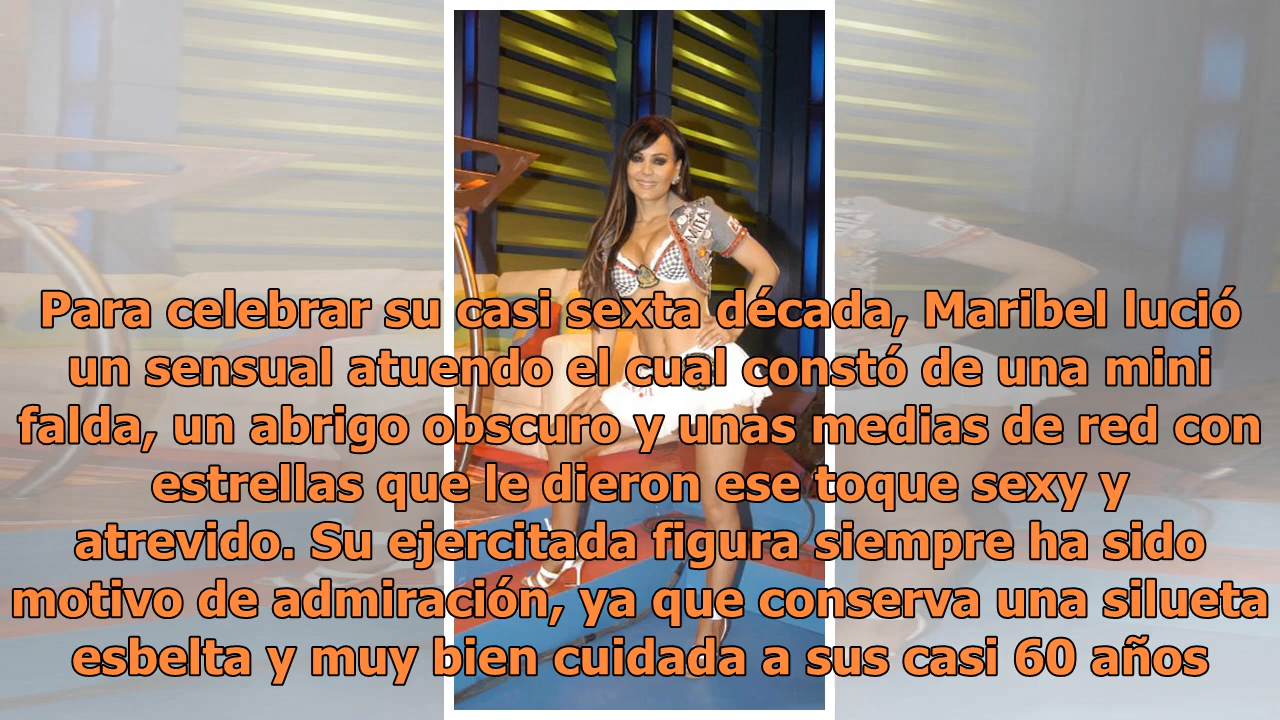 Para celebrar su casi sexta década, Maribel lució
un sensual atuendo el cual constó de una mini
falda, un abrigo obscuro y unas medias de red con
estrellas que le dieron ese toque sexy y
atrevido. Su ejercitada figura siempre ha sido
motivo de admiración, ya que conserva una silueta
esbelta y muy bien cuidada a sus casi 60 años